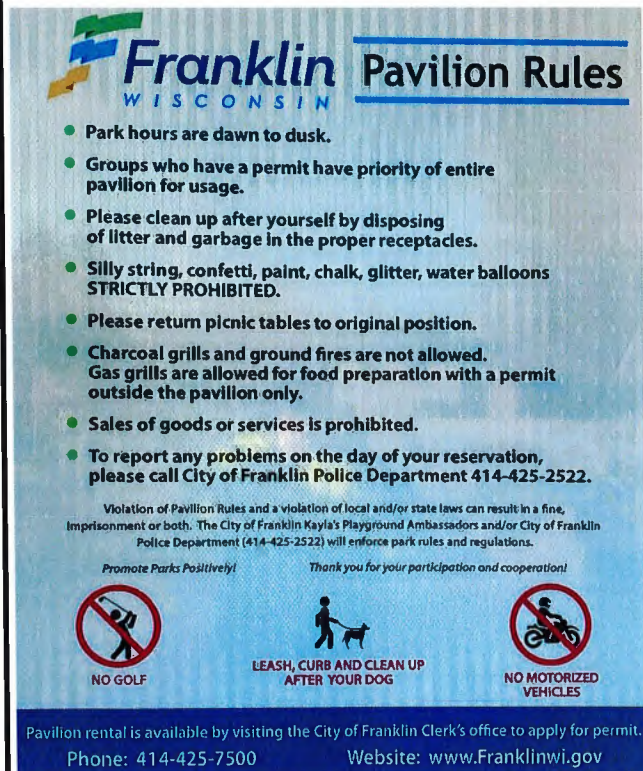 Franklin
WISCONSIN
Pavilion Rules
• Park hours are dawn to dusk.
• Groups who have a permit have priority of entire
pavilion for usage.
• Please clean up after yourself by disposing
of litter and garbage in the proper receptacles.
• Silly string, confetti, paint, chalk, glitter, water balloons
STRICTLY PROHIBITED.
• Please return picnic tables to original position.
• Charcoal grills and ground fires are not allowed.
Gas grills are allowed for food preparation with a permit
outside the pavilion only.
• Sales of goods or services is prohibited.
• To report any problems on the day of your reservation,
please call City of Franklin Police Department 414-425-2522.
Violation of Pavilion Rules and a violation of local and/or state laws can result in a fine,
imprisonment or both. The City of Franklin Kayla's Playground Ambassadors and/or City of Franklin
Police Department (414-425-2522) will enforce park rules and regulations.
Promote Parks Positively! Thank you for your participation and cooperation!
NO GOLF
LEASH, CURB AND CLEAN UP
AFTER YOUR DOG
NO MOTORIZED
VEHICLES
Pavilion rental is available by visiting the City of Franklin Clerk's office to apply for permit.
Phone: 414-425-7500 Website: www.Franklinwi.gov